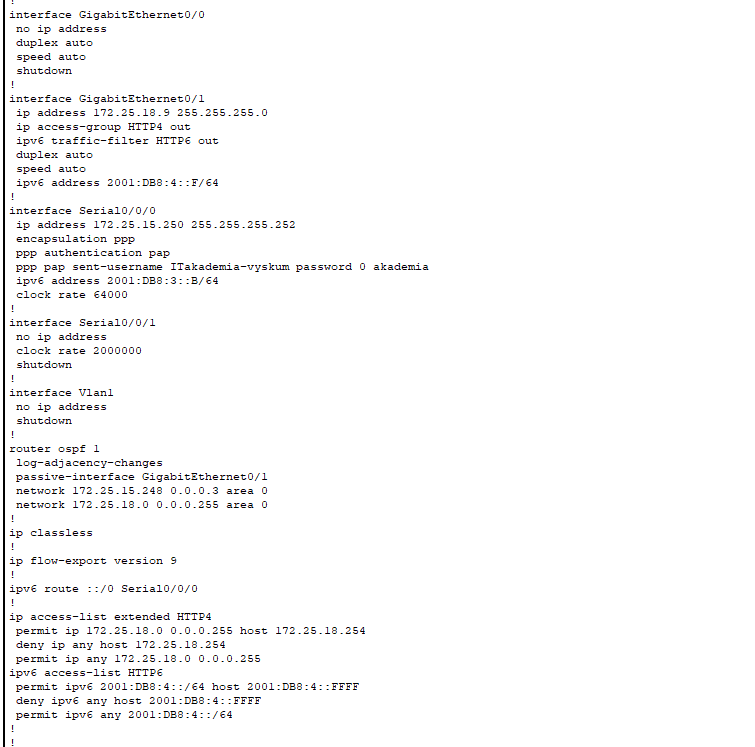 !
interface GigabitEthernet0/0
no ip address
duplex auto
speed auto
shutdown
!
interface GigabitEthernet0/1
ip address 172.25.18.9 255.255.255.0
ip access-group HTTP4 out
ipv6 traffic-filter HTTP6 out
duplex auto
speed auto
ipv6 address 2001:DB8:4::F/64
!
interface Serial0/0/0
ip address 172.25.15.250 255.255.255.252
encapsulation ppp
ppp authentication pap
ppp pap sent-username ITakademia-vyskum password 0 akademia
ipv6 address 2001:DB8:3::B/64
clock rate 64000
!
interface Serial0/0/1
no ip address
clock rate 2000000
shutdown
!
interface Vlan1
no ip address
shutdown
!
router ospf 1
log-adjacency-changes
passive-interface GigabitEthernet0/1
network 172.25.15.248 0.0.0.3 area 0
network 172.25.18.0 0.0.0.255 area 0
!
ip classless
!
ip flow-export version 9
!
ipv6 route ::/0 Serial0/0/0
!
ip access-list extended HTTP4
permit ip 172.25.18.0 0.0.0.255 host 172.25.18.254
deny ip any host 172.25.18.254
permit ip any 172.25.18.0 0.0.0.255
ipv6 access-list HTTP6
permit ipv6 2001:DB8:4::/64 host 2001:DB8:4::FFFF
deny ipv6 any host 2001:DB8:4::FFFF
permit ipv6 any 2001:DB8:4::/64
!
!